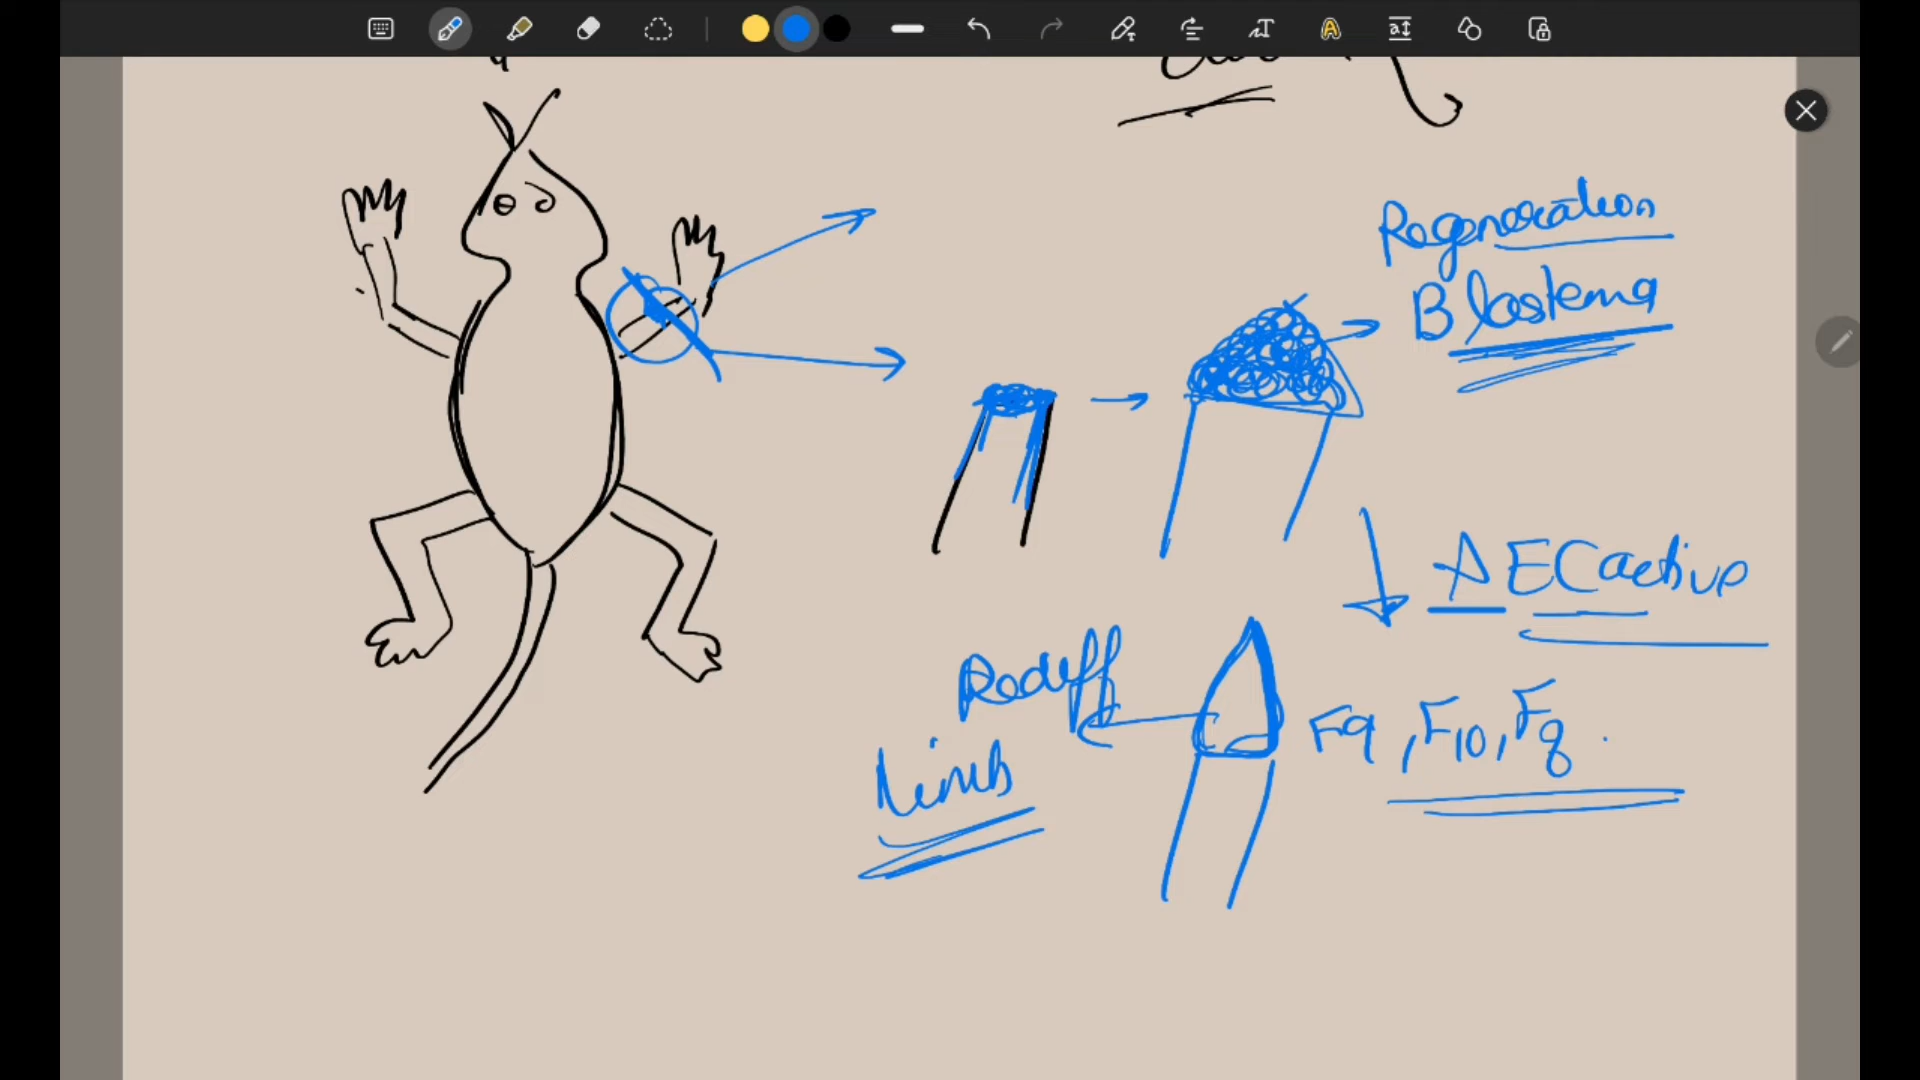 Regeneration
Blastema
AEC active
F9, F10, F8.
Rediff
Limb